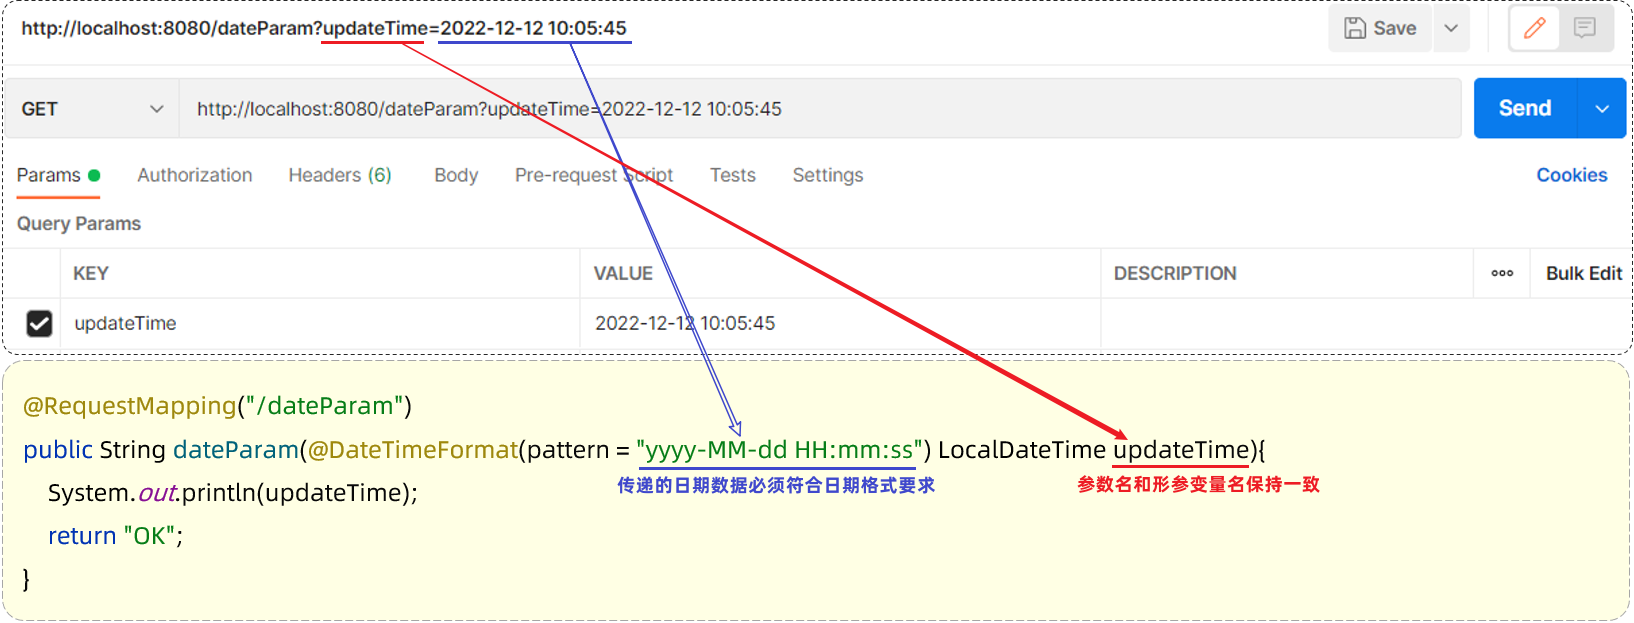 http://localhost:8080/dateParam?updateTime=2022-12-12 10:05:45
Save
GET
http://localhost:8080/dateParam?updateTime=2022-12-12 10:05:45
Send
Params Authorization Headers (6) Body Pre-request Script Tests Settings Cookies
Query Params
KEY VALUE DESCRIPTION ooo Bulk Edit
updateTime 2022-12-12 10:05:45
@RequestMapping("/dateParam")
public String dateParam(@DateTimeFormat(pattern = "yyyy-MM-dd HH:mm:ss") LocalDateTime updateTime){
传递的日期数据必须符合日期格式要求 参数名和形参变量名保持一致
System.out.println(updateTime);
return "OK";
}